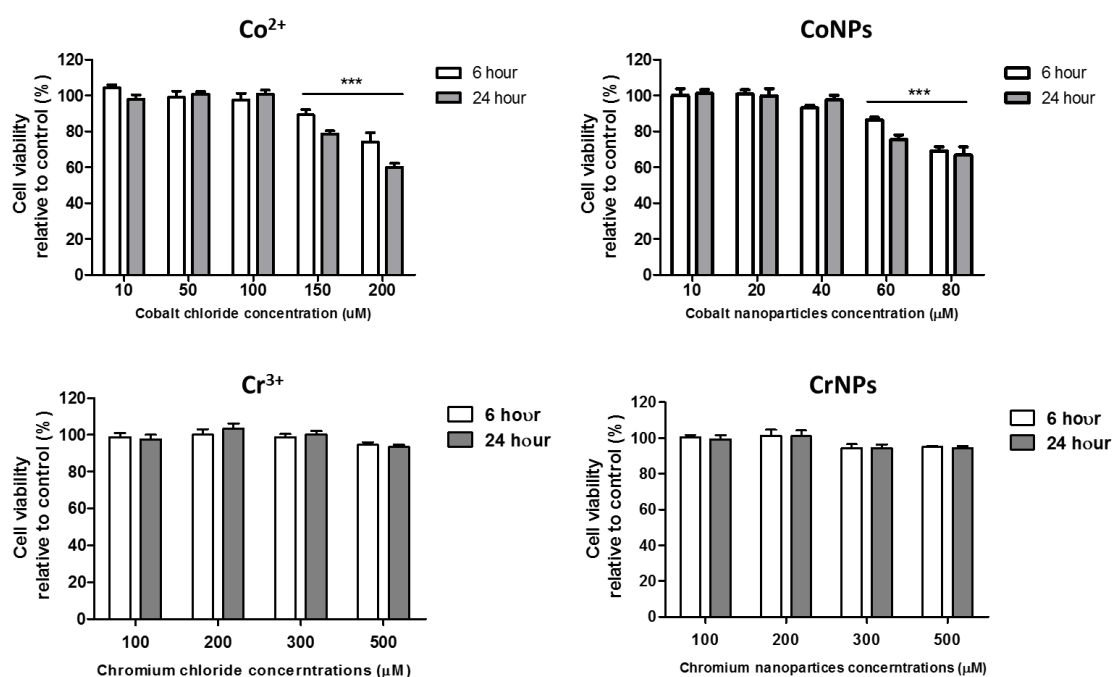 Co²⁺
120
100
80
60
40
20
0
Cell viability
relative to control (%)
***
6 hour
24 hour
10 50 100 150 200
Cobalt chloride concentration (uM)
CoNPs
120
100
80
60
40
20
0
Cell viability
relative to control (%)
***
6 hour
24 hour
10 20 40 60 80
Cobalt nanoparticles concentration (µM)
Cr³⁺
120
100
80
60
40
20
0
Cell viability
relative to control (%)
6 hour
24 hour
100 200 300 500
Chromium chloride concerntrations (µM)
CrNPs
120
100
80
60
40
20
0
Cell viability
relative to control (%)
6 hour
24 hour
100 200 300 500
Chromium nanopartices concerntrations (µM)